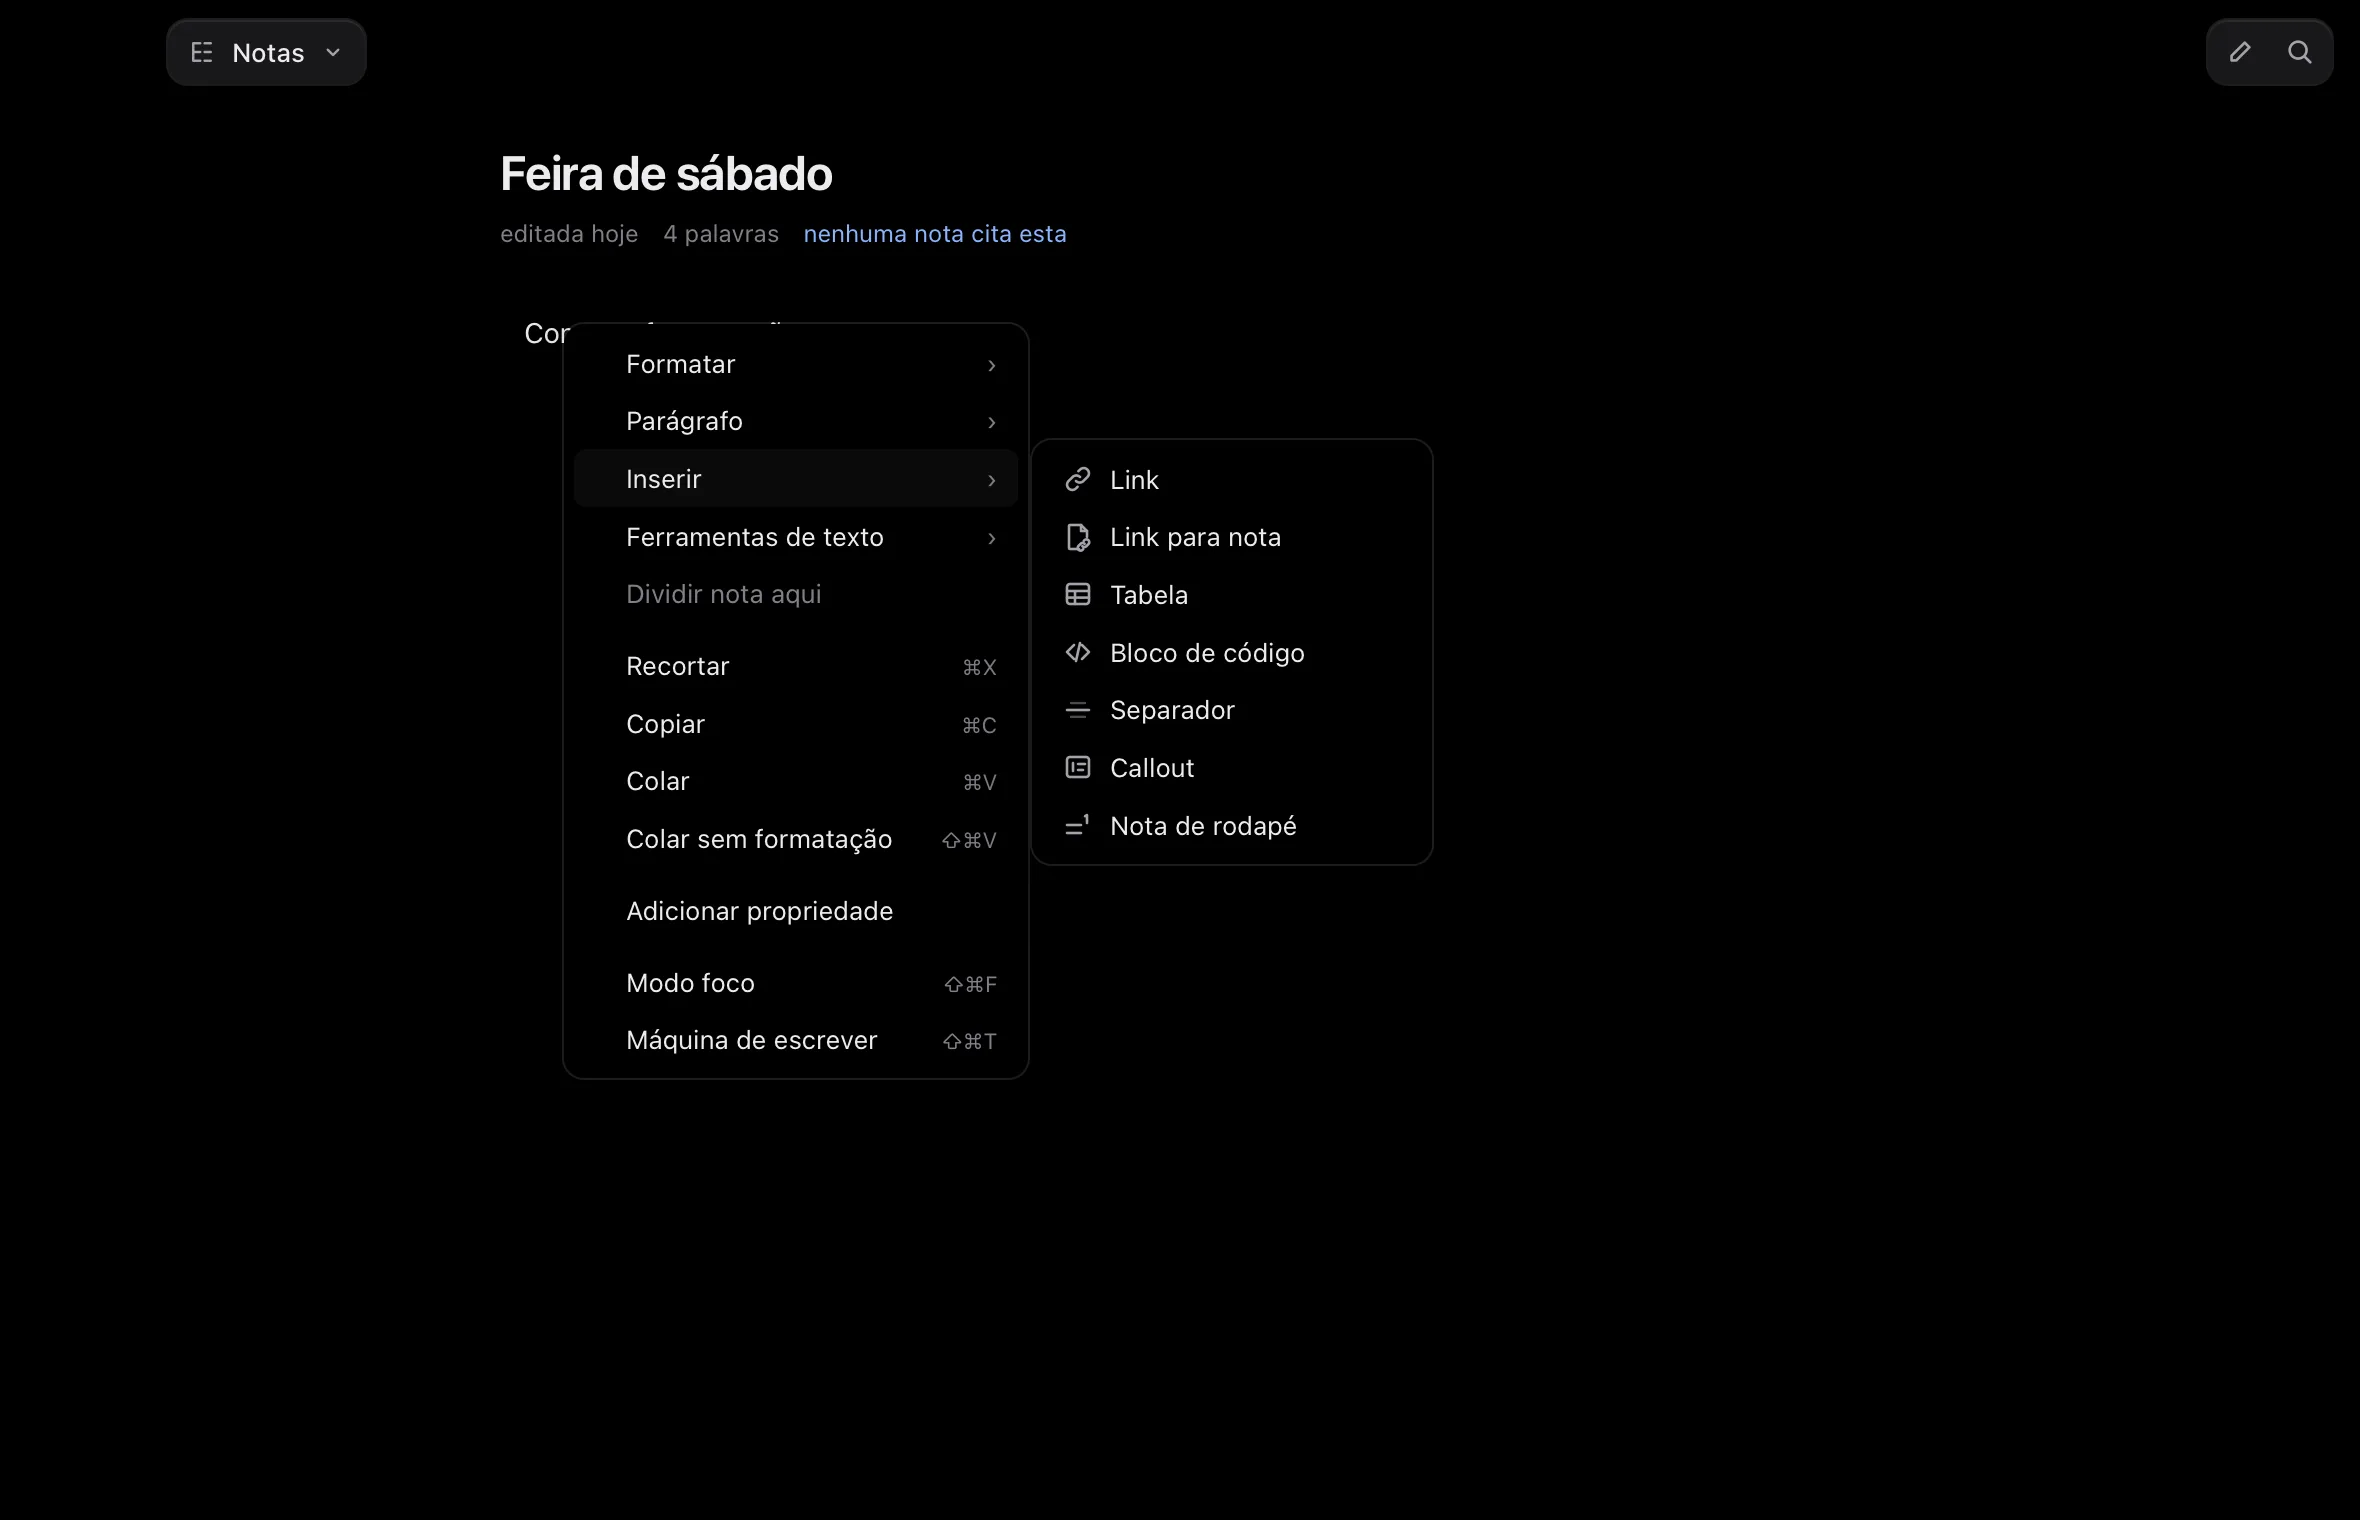 Notas
Feira de sábado
editada hoje 4 palavras nenhuma nota cita esta
Formatar
Parágrafo
Inserir
Ferramentas de texto
Dividir nota aqui
Recortar ⌘X
Copiar ⌘C
Colar ⌘V
Colar sem formatação ⇧⌘V
Adicionar propriedade
Modo foco ⇧⌘F
Máquina de escrever ⇧⌘T
Link
Link para nota
Tabela
Bloco de código
Separador
Callout
Nota de rodapé